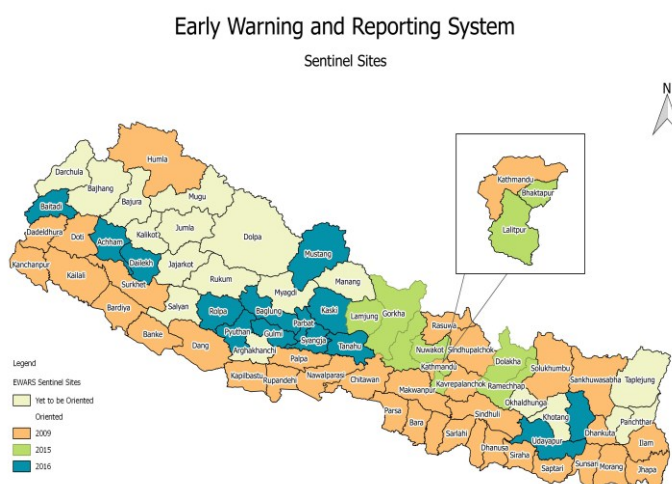 Early Warning and Reporting System
Sentinel Sites
N
Humla
Darchula
Bajhang
Mugu
Bajura
Baitadi
Dolpa
Dadeldhura
Doti
Achham
Kalikot
Jumla
Mustang
Kanchanpur
Dailekh
Jajarkot
Kailali
Surkhet
Rukum
Manang
Myagdi
Bardiya
Salyan
Rolpa
Baglung
Kaski
Lamjung
Gorkha
Banke
Pyuthan
Gulmi
Parbat
Syangja
Tanahu
Dang
Arghakhanchi
Palpa
Kapilbastu
Rupandehi
Nawalparasi
Chitawan
Kathmandu
Bhaktapur
Lalitpur
Rasuwa
Nuwakot
Sindhupalchok
Dolakha
Kathmandu
Kavrepalanchok
Ramechhap
Solukhumbu
Sankhuwasabha
Taplejung
Makwanpur
Okhaldhunga
Khotang
Panchthar
Parsa
Bara
Sindhuli
Dhankuta
Ilam
Sarlahi
Udayapur
Dhanusa
Siraha
Saptari
Sunsari
Morang
Jhapa
Legend
EWARS Sentinel Sites
Yet to be Oriented
Oriented
2009
2015
2016